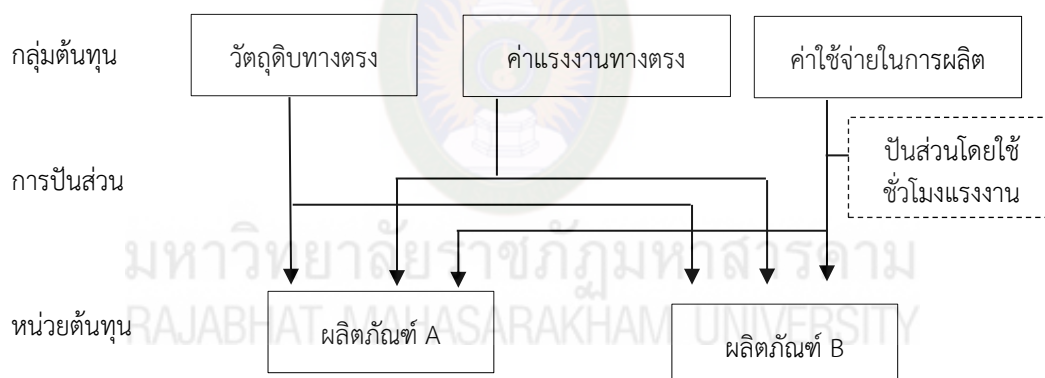 กลุ่มต้นทุน
วัตถุดิบทางตรง
ค่าแรงงานทางตรง
ค่าใช้จ่ายในการผลิต
ปันส่วนโดยใช้
ชั่วโมงแรงงาน
การปันส่วน
มหาวิทยาลัยราชภัฏมหาสารคาม
RAJABHAT MAHASARAKHAM UNIVERSITY
หน่วยต้นทุน
ผลิตภัณฑ์ A
ผลิตภัณฑ์ B